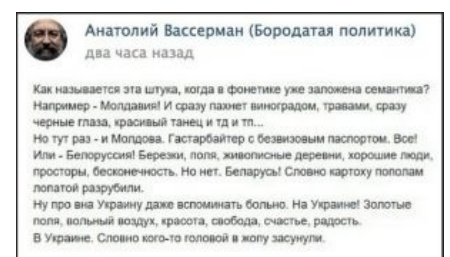 Анатолий Вассерман (Бородатая политика)
два часа назад
Как называется эта штука, когда в фонетике уже заложена семантика?
Например - Молдавия! И сразу пахнет виноградом, травами, сразу
черные глаза, красивый танец и тд и тп...
Но тут раз - и Молдова. Гастарбайтер с безвизовым паспортом. Все!
Или - Белоруссия! Березки, поля, живописные деревни, хорошие люди,
просторы, бесконечность. Но нет. Беларусь! Словно картоху пополам
лопатой разрубили.
Ну про вна Украину даже вспоминать больно. На Украине! Золотые
поля, вольный воздух, красота, свобода, счастье, радость.
В Украине. Словно кого-то головой в жопу засунули.